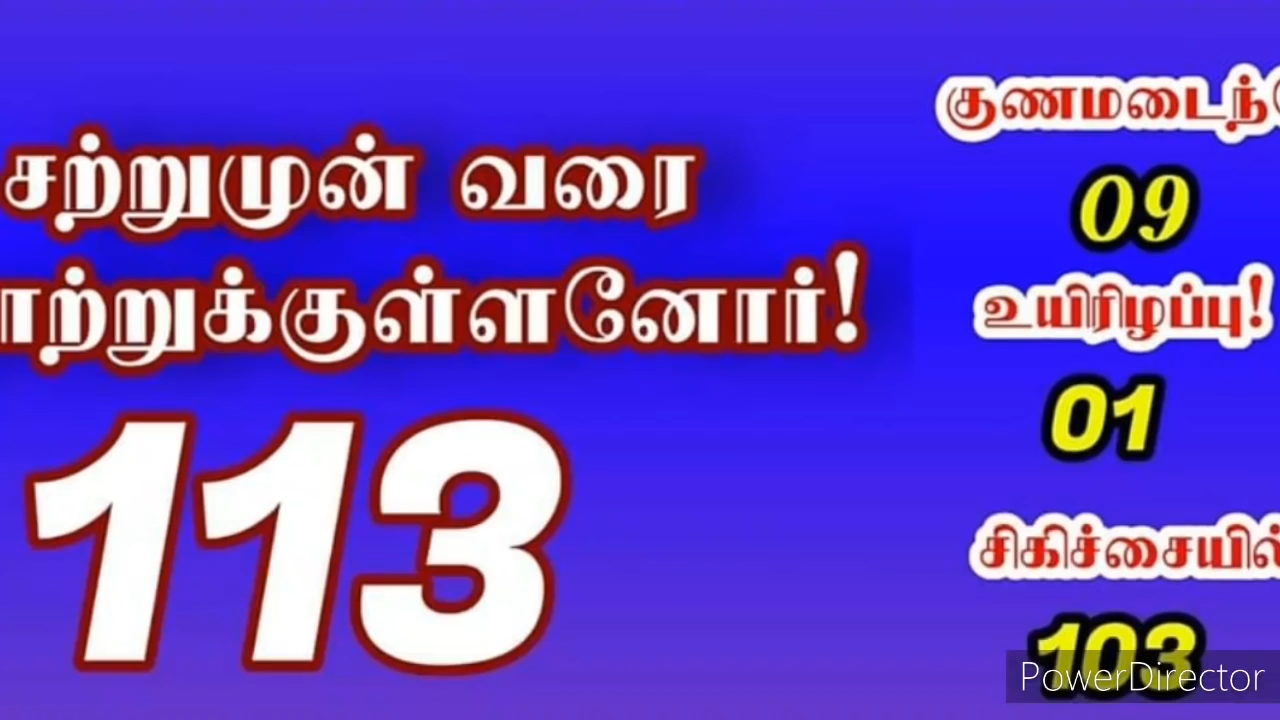 சற்றுமுன் வரை
ாற்றுக்குள்ளனோர்!
113
குணமடைந்
09
உயிரிழப்பு!
01
சிகிச்சையில்
103
PowerDirector